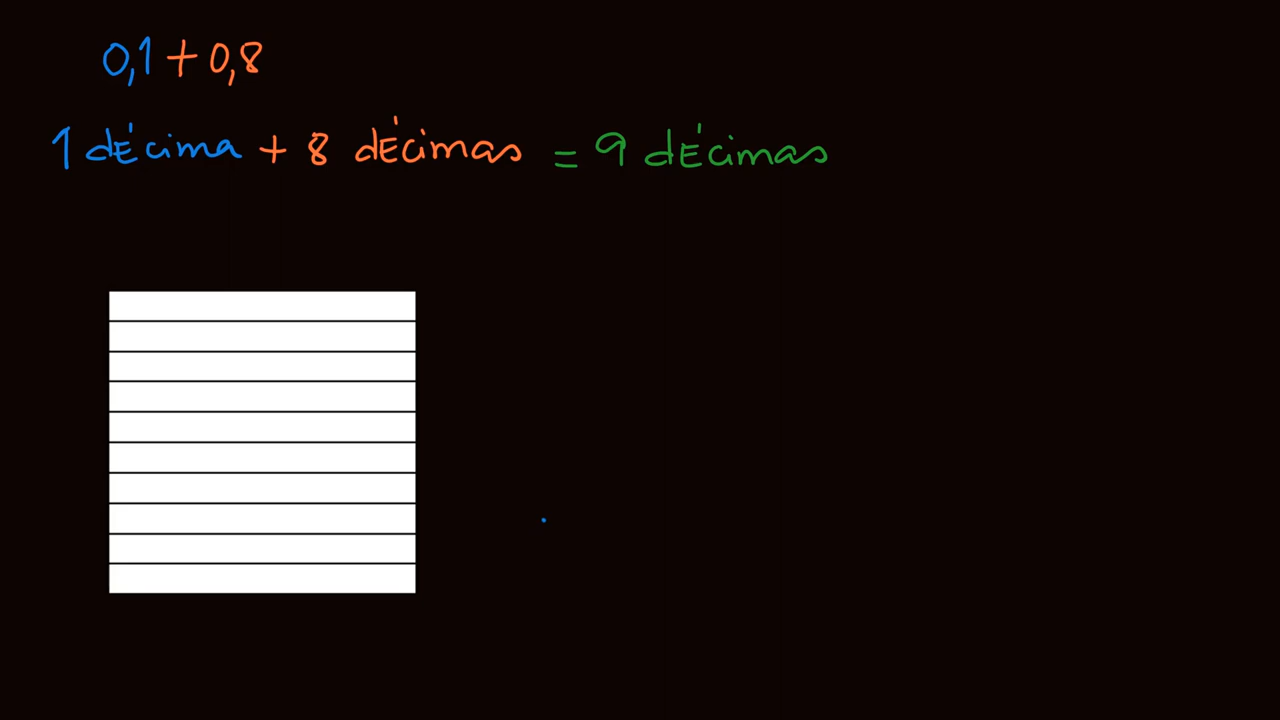 0,1 + 0,8
1 décima + 8 décimas = 9 décimas